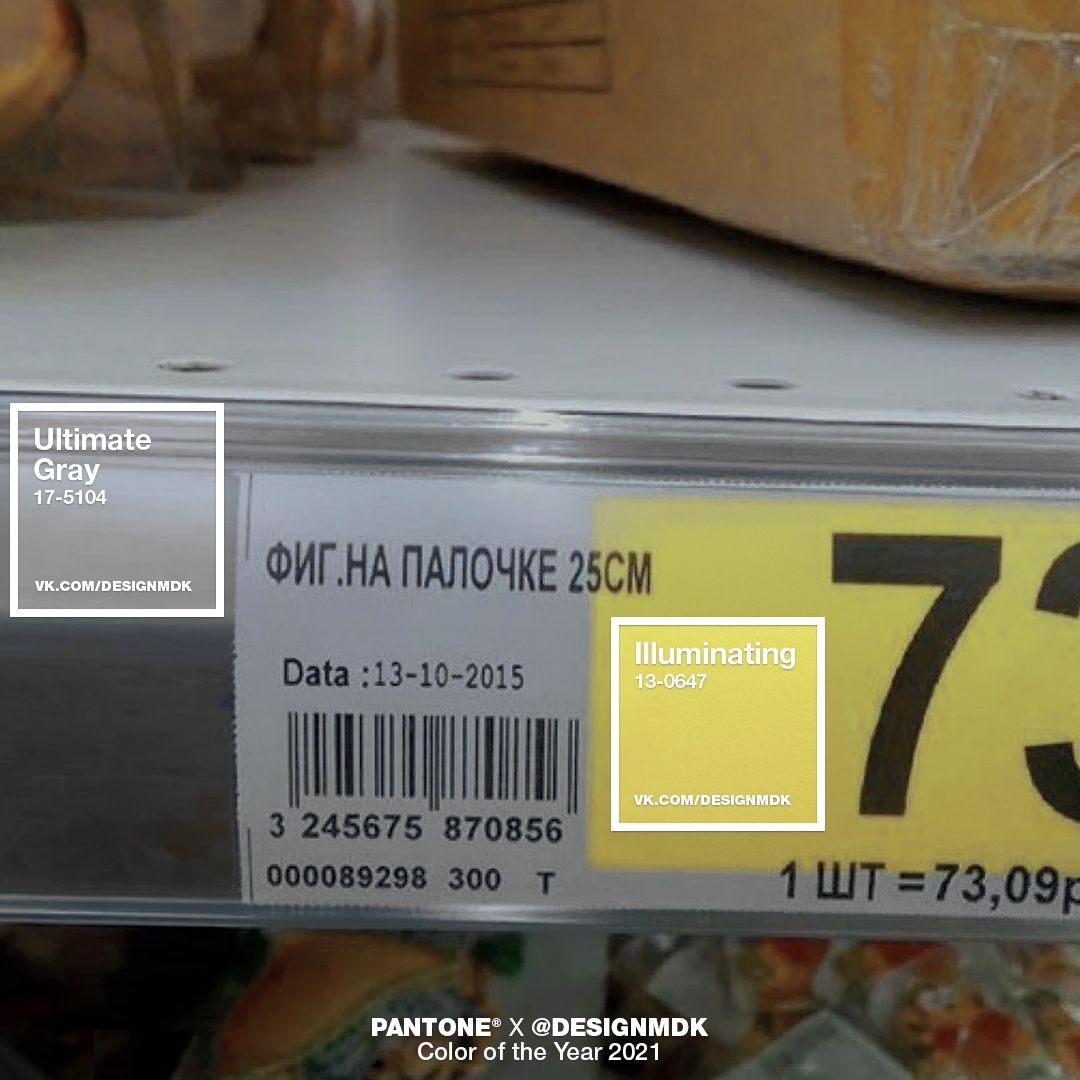 Ultimate
Gray
17-5104
VK.COM/DESIGNMDK
ФИГ.НА ПАЛОЧКЕ 25СМ
Data :13-10-2015
3 245675 870856
000089298 300 T
Illuminating
13-0647
VK.COM/DESIGNMDK
73
1 ШТ =73,09р
PANTONE® X @DESIGNMDK
Color of the Year 2021